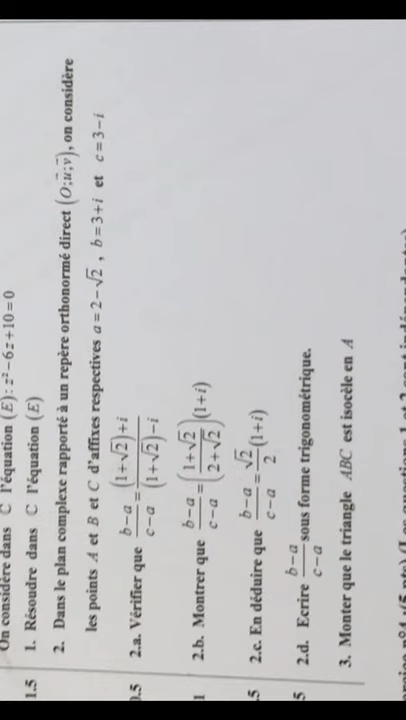 On considère dans C l'équation (E): z² − 6z + 10 = 0
1.5 1. Résoudre dans C l'équation (E)
2. Dans le plan complexe rapporté à un repère orthonormé direct (O; u⃗; v⃗), on considère
les points A et B et C d'affixes respectives a = 2 − √2 , b = 3 + i et c = 3 − i
0.5 2.a. Vérifier que (b − a)/(c − a) = ((1 + √2) + i)/((1 + √2) − i)
1 2.b. Montrer que (b − a)/(c − a) = ((1 + √2)/(2 + √2))(1 + i)
.5 2.c. En déduire que (b − a)/(c − a) = (√2/2)(1 + i)
5 2.d. Ecrire (b − a)/(c − a) sous forme trigonométrique.
3. Monter que le triangle ABC est isocèle en A